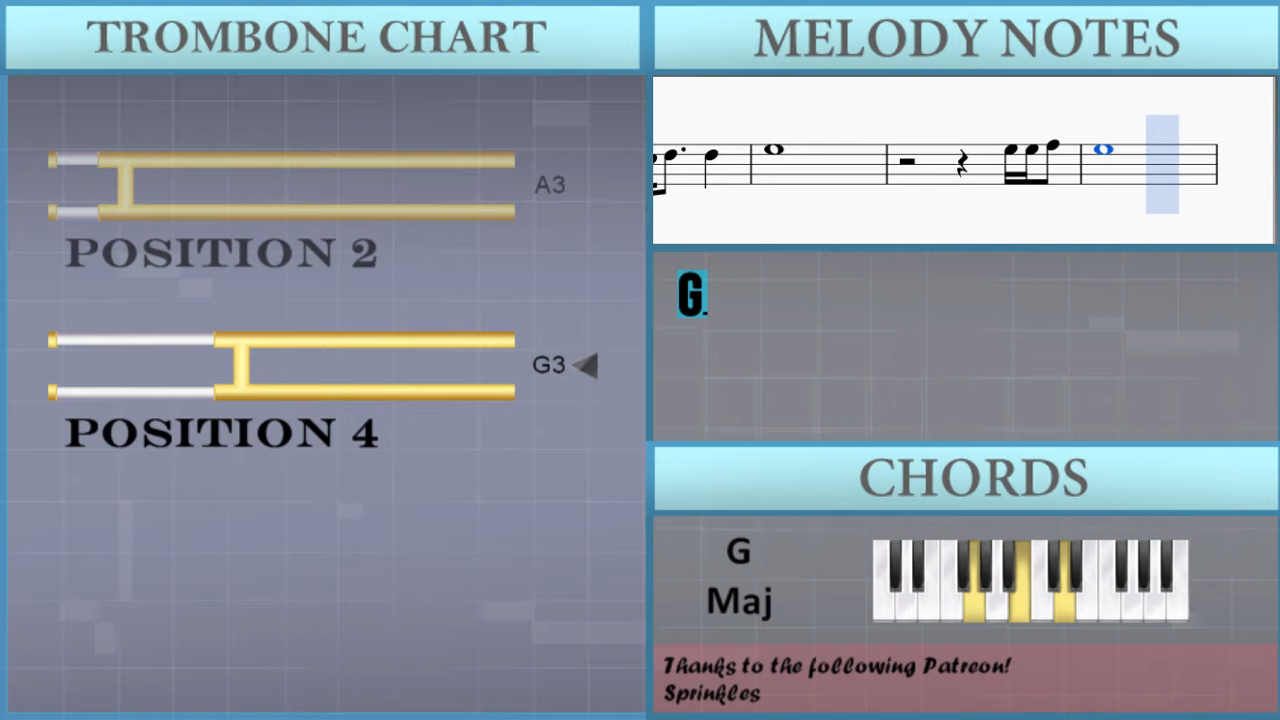 TROMBONE CHART
A3
POSITION 2
G3
POSITION 4
MELODY NOTES
G
CHORDS
G
Maj
Thanks to the following Patreon!
Sprinkles